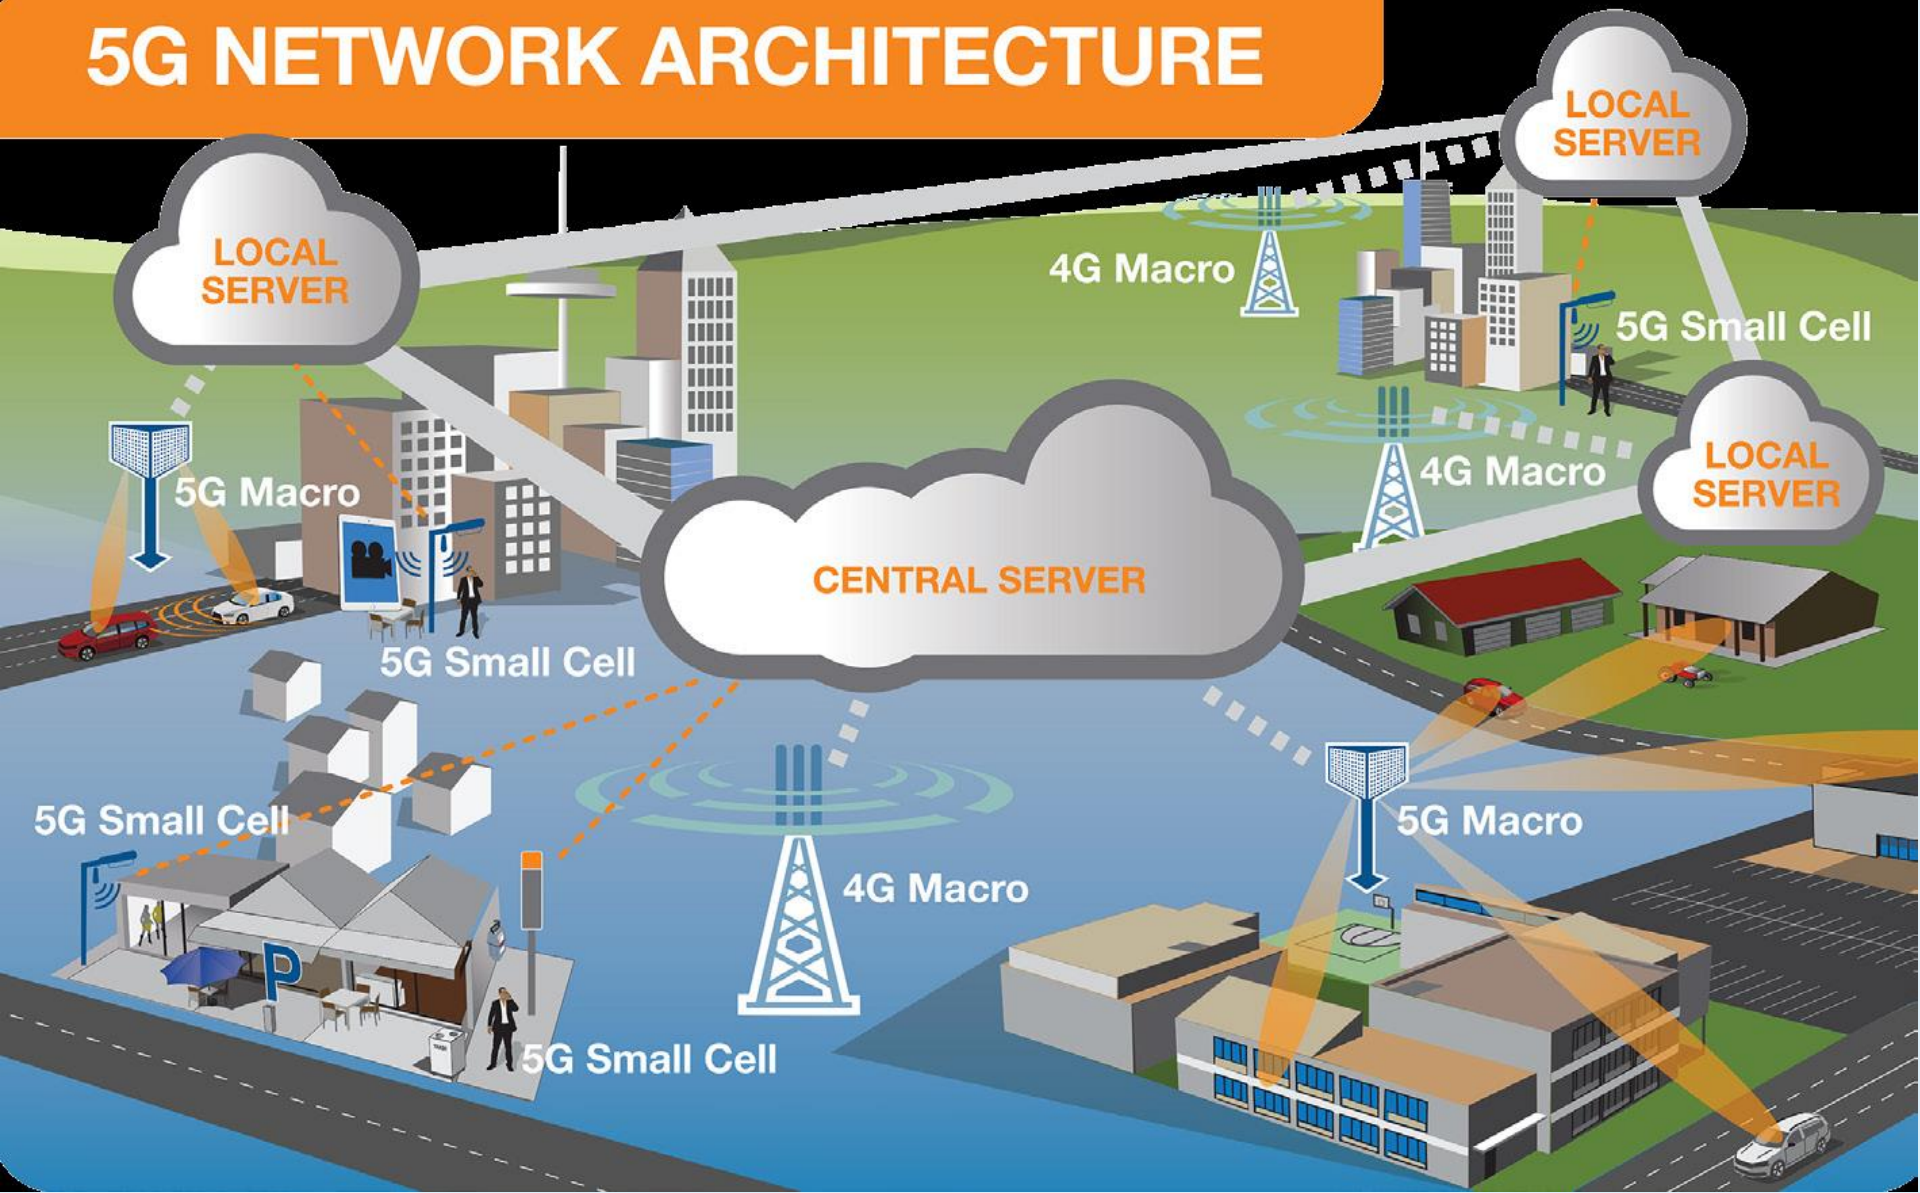 5G NETWORK ARCHITECTURE
LOCAL
SERVER
LOCAL
SERVER
4G Macro
5G Small Cell
LOCAL
SERVER
4G Macro
5G Macro
CENTRAL SERVER
5G Small Cell
5G Small Cell
5G Macro
4G Macro
P
5G Small Cell